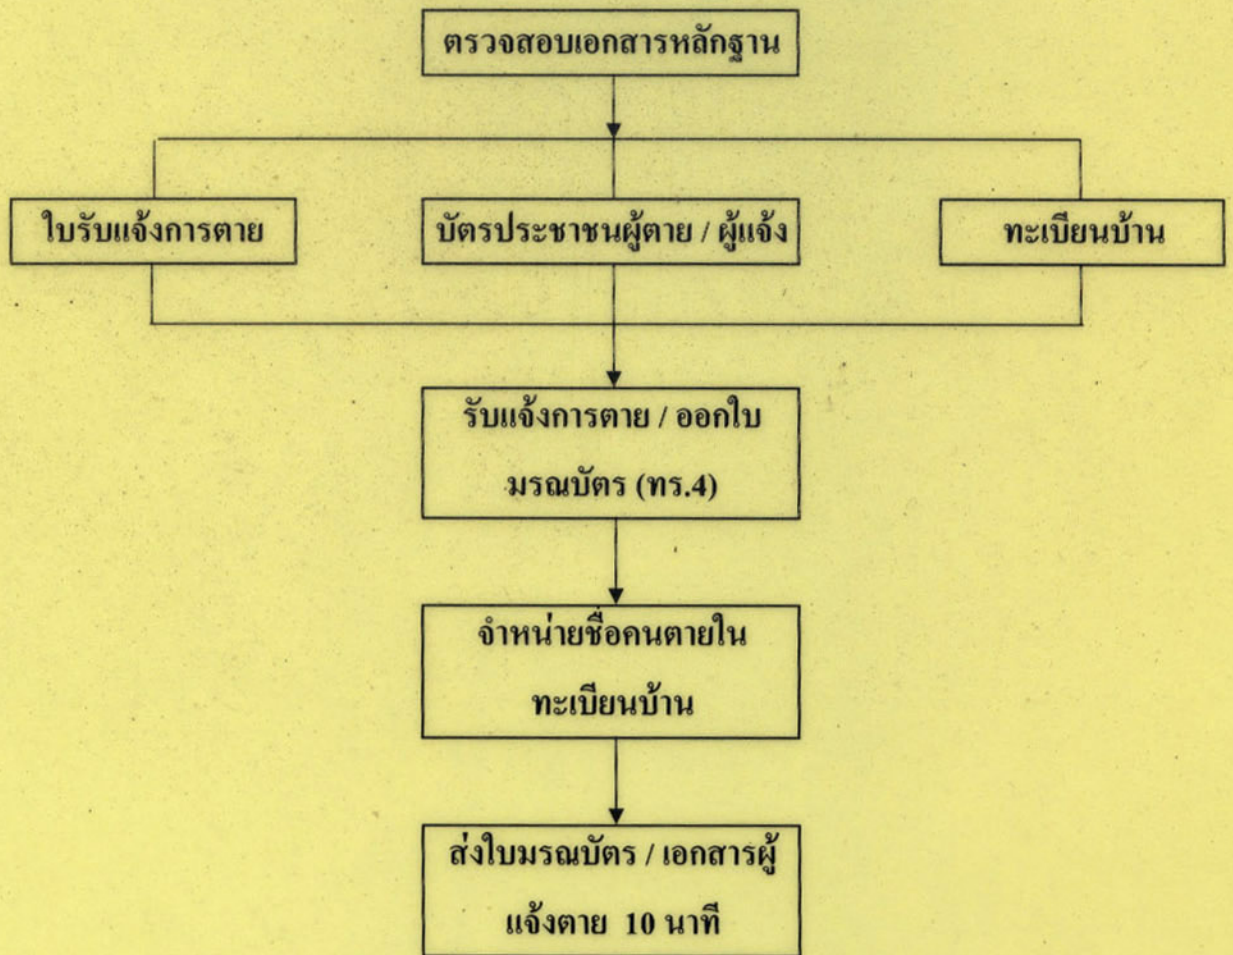 ตรวจสอบเอกสารหลักฐาน
ใบรับแจ้งการตาย
บัตรประชาชนผู้ตาย / ผู้แจ้ง
ทะเบียนบ้าน
รับแจ้งการตาย / ออกใบ
มรณบัตร (ทร.4)
จำหน่ายชื่อคนตายใน
ทะเบียนบ้าน
ส่งใบมรณบัตร / เอกสารผู้
แจ้งตาย 10 นาที